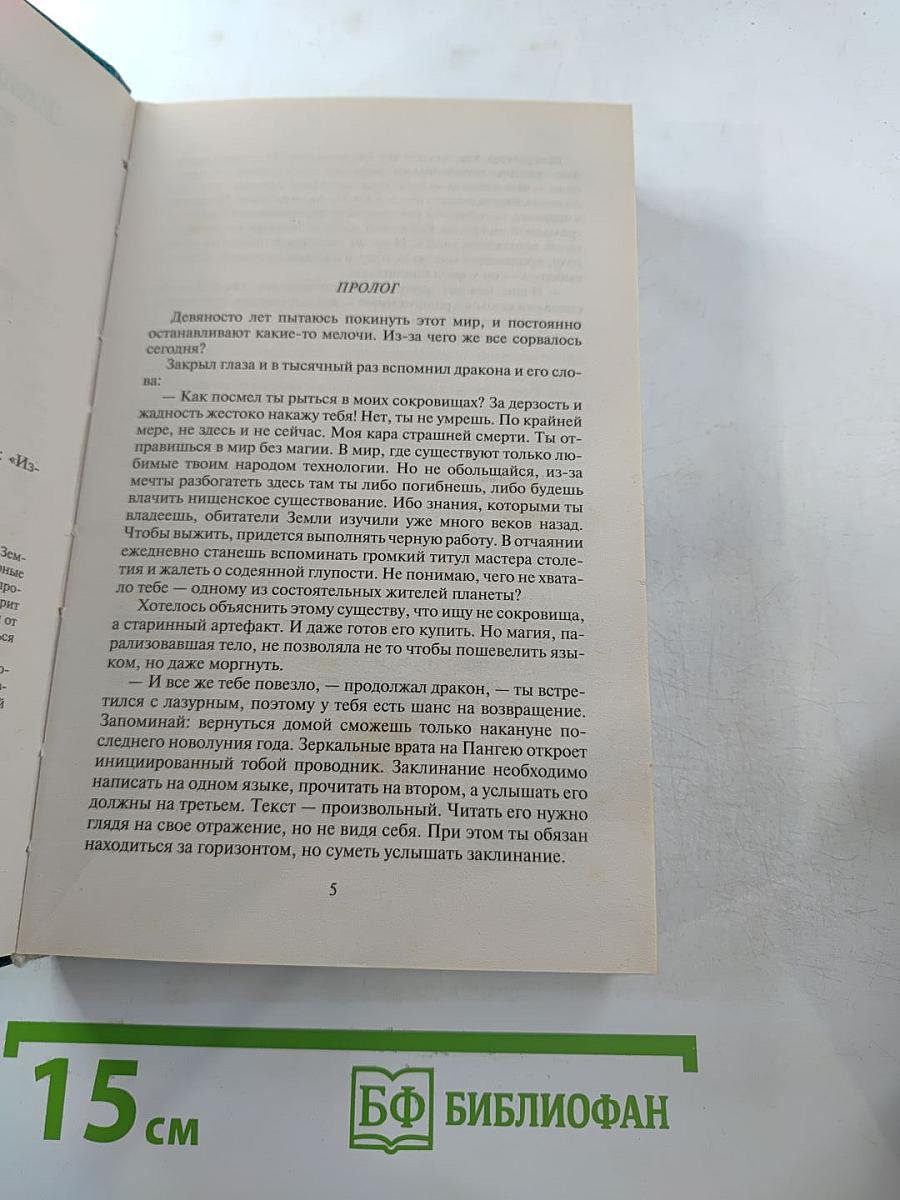 : «Из-
Зем-
рные
про-
рит
от
ься
о-
а-
й
ПРОЛОГ
Девяносто лет пытаюсь покинуть этот мир, и постоянно
останавливают какие-то мелочи. Из-за чего же все сорвалось
сегодня?
Закрыл глаза и в тысячный раз вспомнил дракона и его сло-
ва:
— Как посмел ты рыться в моих сокровищах? За дерзость и
жадность жестоко накажу тебя! Нет, ты не умрешь. По крайней
мере, не здесь и не сейчас. Моя кара страшней смерти. Ты от-
правишься в мир без магии. В мир, где существуют только лю-
бимые твоим народом технологии. Но не обольщайся, из-за
мечты разбогатеть здесь там ты либо погибнешь, либо будешь
влачить нищенское существование. Ибо знания, которыми ты
владеешь, обитатели Земли изучили уже много веков назад.
Чтобы выжить, придется выполнять черную работу. В отчаянии
ежедневно станешь вспоминать громкий титул мастера столе-
тия и жалеть о содеянной глупости. Не понимаю, чего не хвата-
ло тебе — одному из состоятельных жителей планеты?
Хотелось объяснить этому существу, что ищу не сокровища,
а старинный артефакт. И даже готов его купить. Но магия, па-
рализовавшая тело, не позволяла не то чтобы пошевелить язы-
ком, но даже моргнуть.
— И все же тебе повезло, — продолжал дракон, — ты встре-
тился с лазурным, поэтому у тебя есть шанс на возвращение.
Запоминай: вернуться домой сможешь только накануне по-
следнего новолуния года. Зеркальные врата на Пангею откроет
инициированный тобой проводник. Заклинание необходимо
написать на одном языке, прочитать на втором, а услышать его
должны на третьем. Текст — произвольный. Читать его нужно
глядя на свое отражение, но не видя себя. При этом ты обязан
находиться за горизонтом, но суметь услышать заклинание.
5
15 см
БФ БИБЛИОФАН